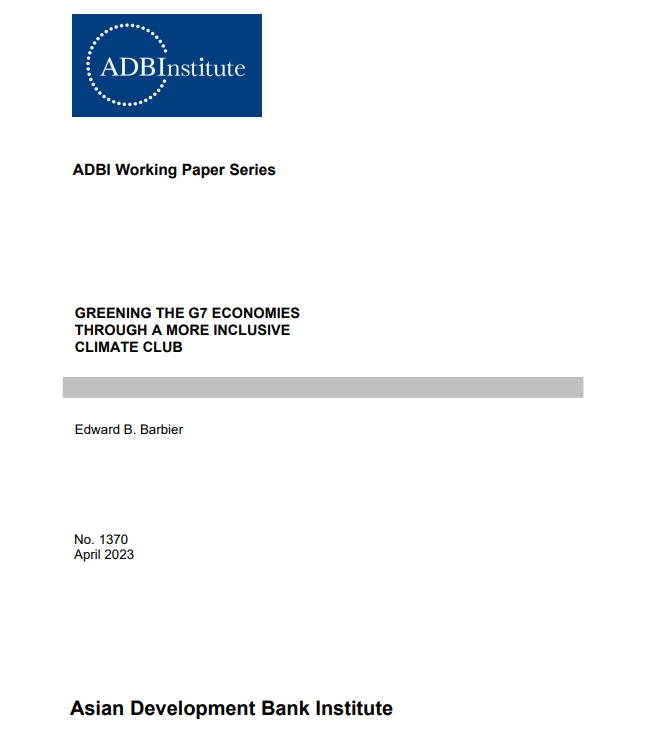 ADBInstitute
ADBI Working Paper Series
GREENING THE G7 ECONOMIES
THROUGH A MORE INCLUSIVE
CLIMATE CLUB
Edward B. Barbier
No. 1370
April 2023
Asian Development Bank Institute